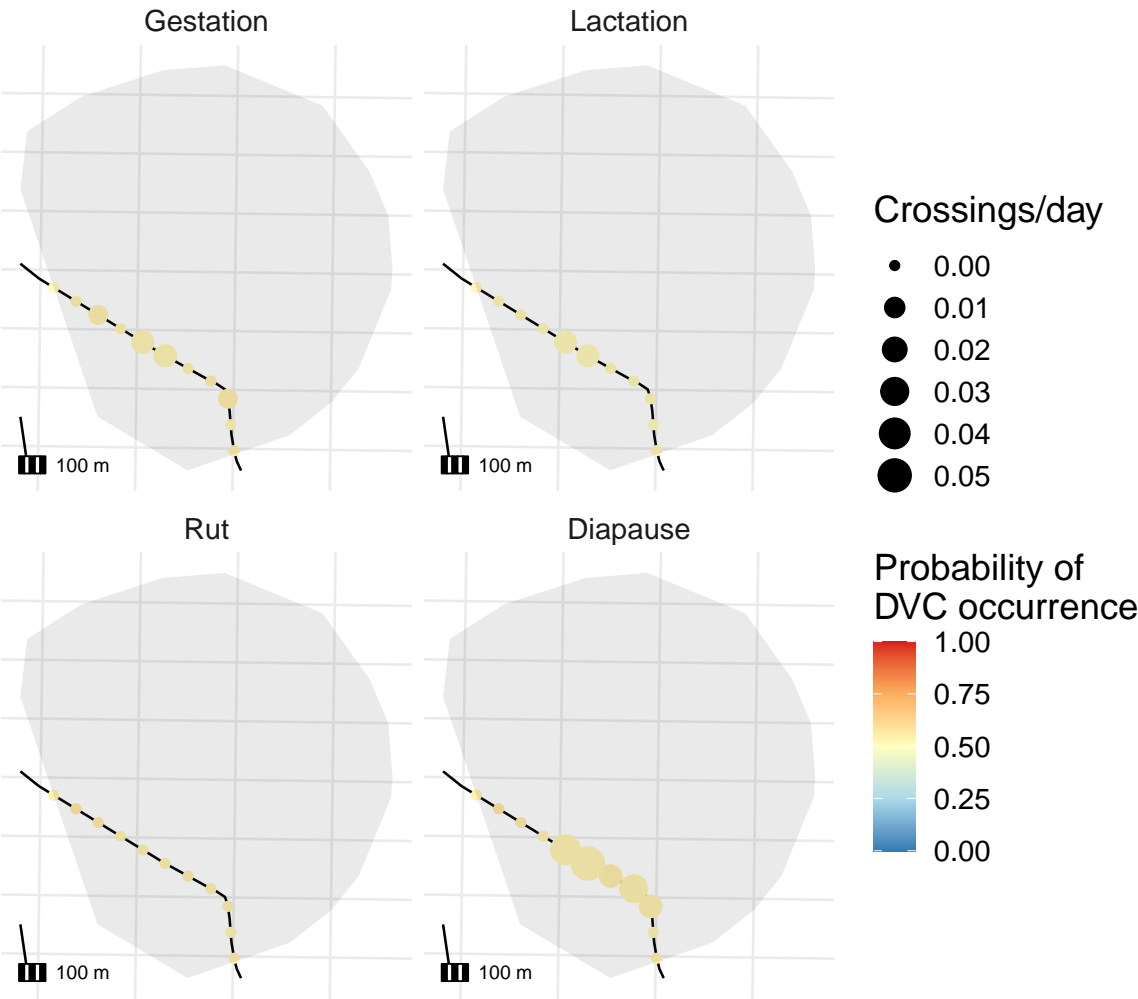 Gestation
Lactation
100 m
100 m
Rut
Diapause
100 m
100 m
Crossings/day
0.00
0.01
0.02
0.03
0.04
0.05
Probability of
DVC occurrence
1.00
0.75
0.50
0.25
0.00